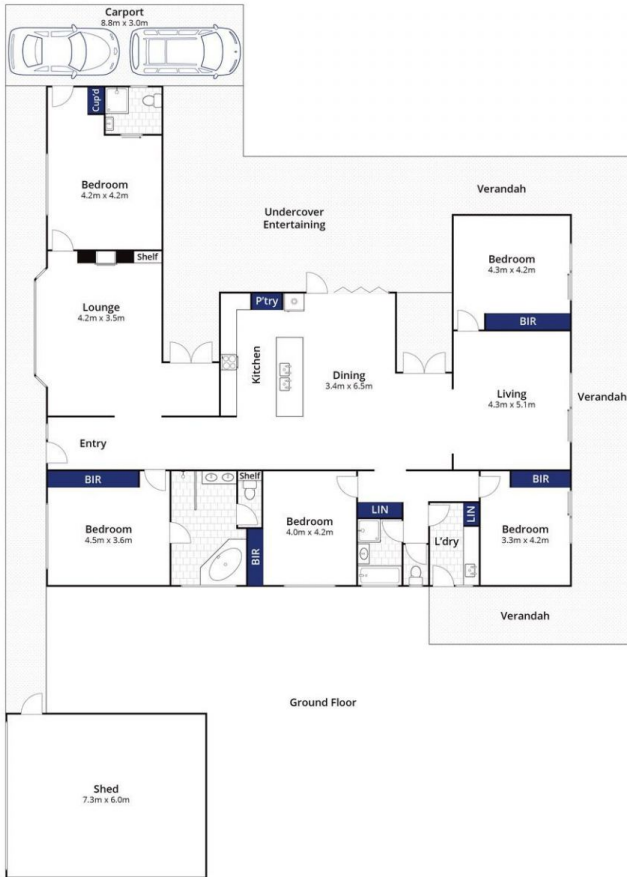 Carport
8.8m x 3.0m
Verandah
Cup'd
Bedroom
4.2m x 4.2m
Undercover
Entertaining
Shelf
Bedroom
4.3m x 4.2m
BIR
Lounge
4.2m x 3.5m
P'try
Kitchen
Dining
3.4m x 6.5m
Living
4.3m x 5.1m
Verandah
Entry
BIR
Bedroom
4.5m x 3.6m
Shelf
BIR
Bedroom
4.0m x 4.2m
LIN
L'dry
LIN
BIR
Bedroom
3.3m x 4.2m
Verandah
Ground Floor
Shed
7.3m x 6.0m